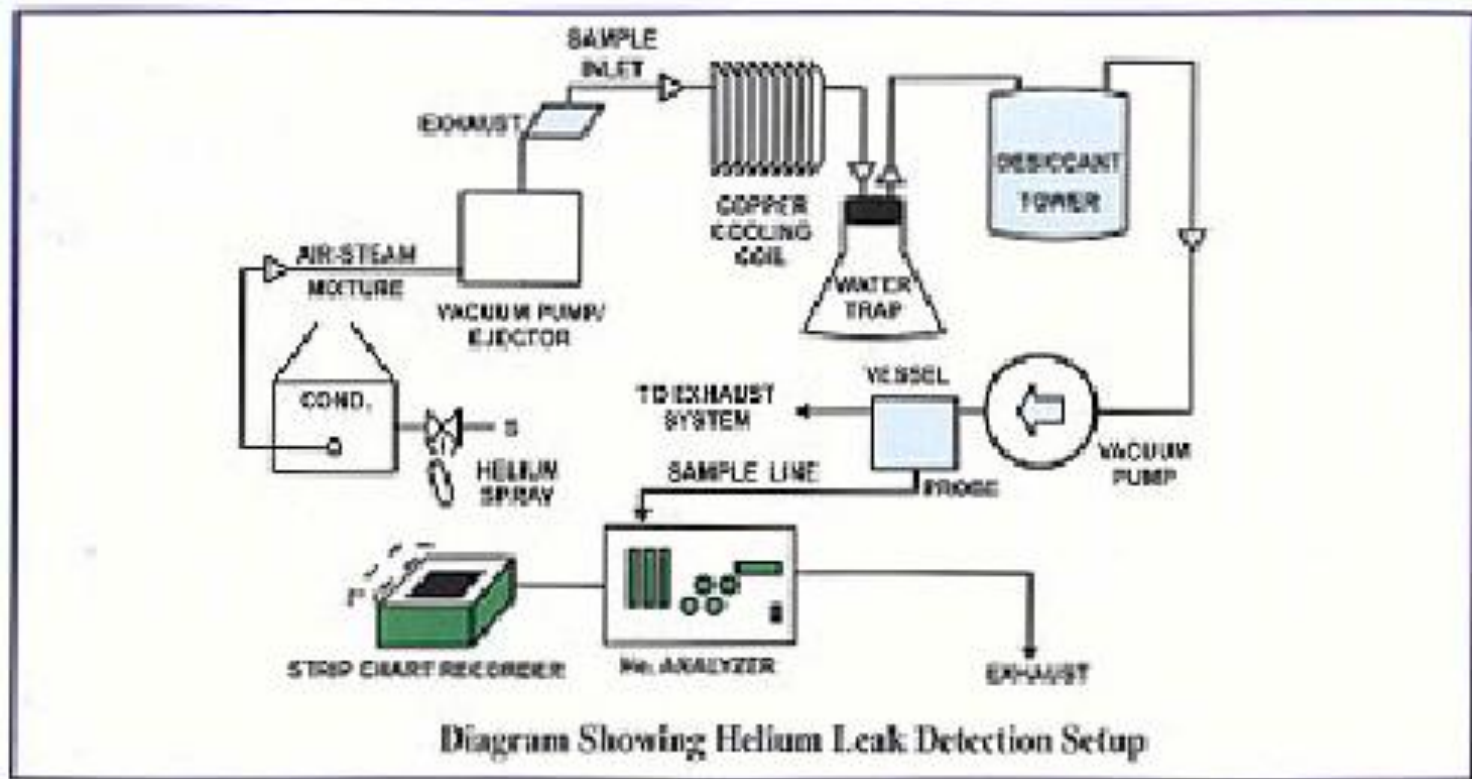 SAMPLE
INLET
EXHAUST
COPPER
COOLING
COIL
DESICCANT
TOWER
AIR-STEAM
MIXTURE
VACUUM PUMP/
EJECTOR
WATER
TRAP
COND.
S
HELIUM
SPRAY
TO EXHAUST
SYSTEM
VESSEL
VACUUM
PUMP
SAMPLE LINE
PROBE
STRIP CHART RECORDER
He. ANALYZER
EXHAUST
Diagram Showing Helium Leak Detection Setup